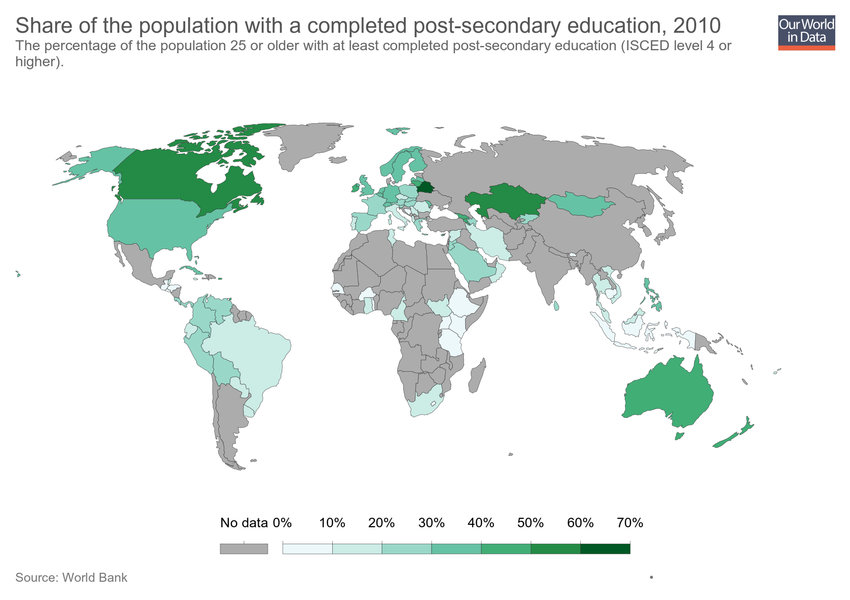 Share of the population with a completed post-secondary education, 2010
The percentage of the population 25 or older with at least completed post-secondary education (ISCED level 4 or
higher).
Our World
in Data
No data 0% 10% 20% 30% 40% 50% 60% 70%
Source: World Bank